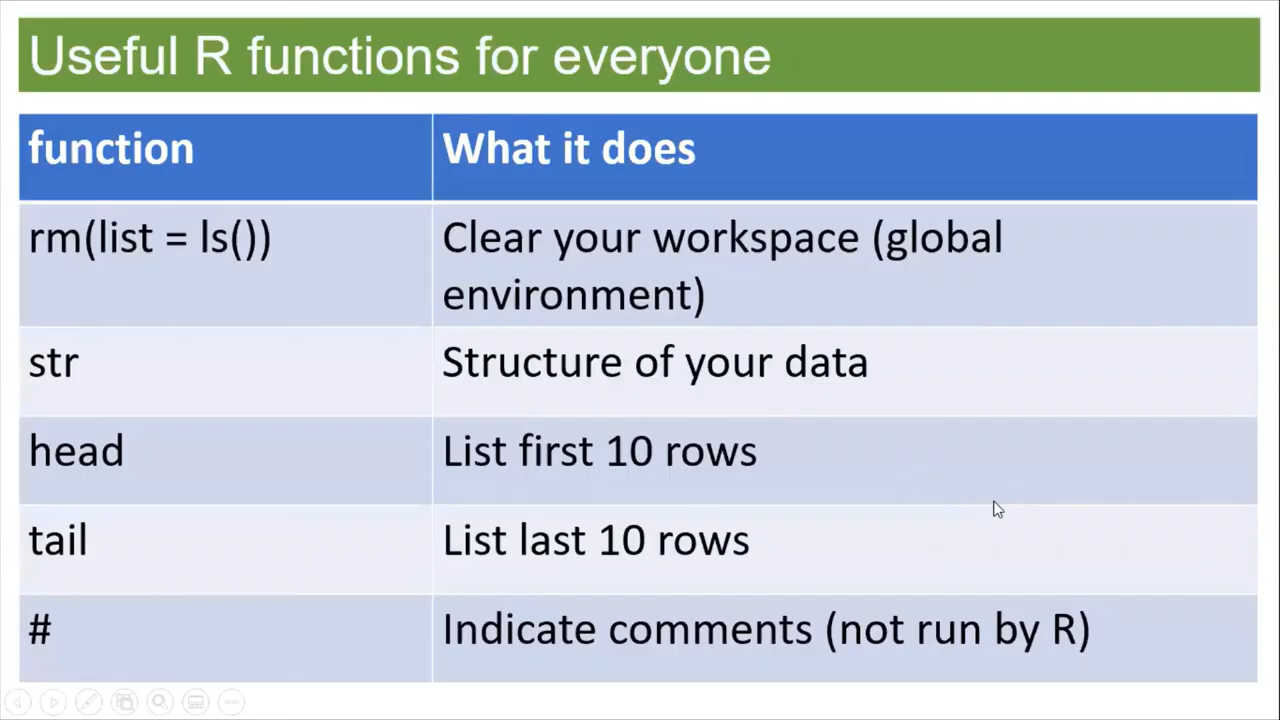 Useful R functions for everyone
function
What it does
rm(list = ls())
Clear your workspace (global
environment)
str
Structure of your data
head
List first 10 rows
tail
List last 10 rows
#
Indicate comments (not run by R)